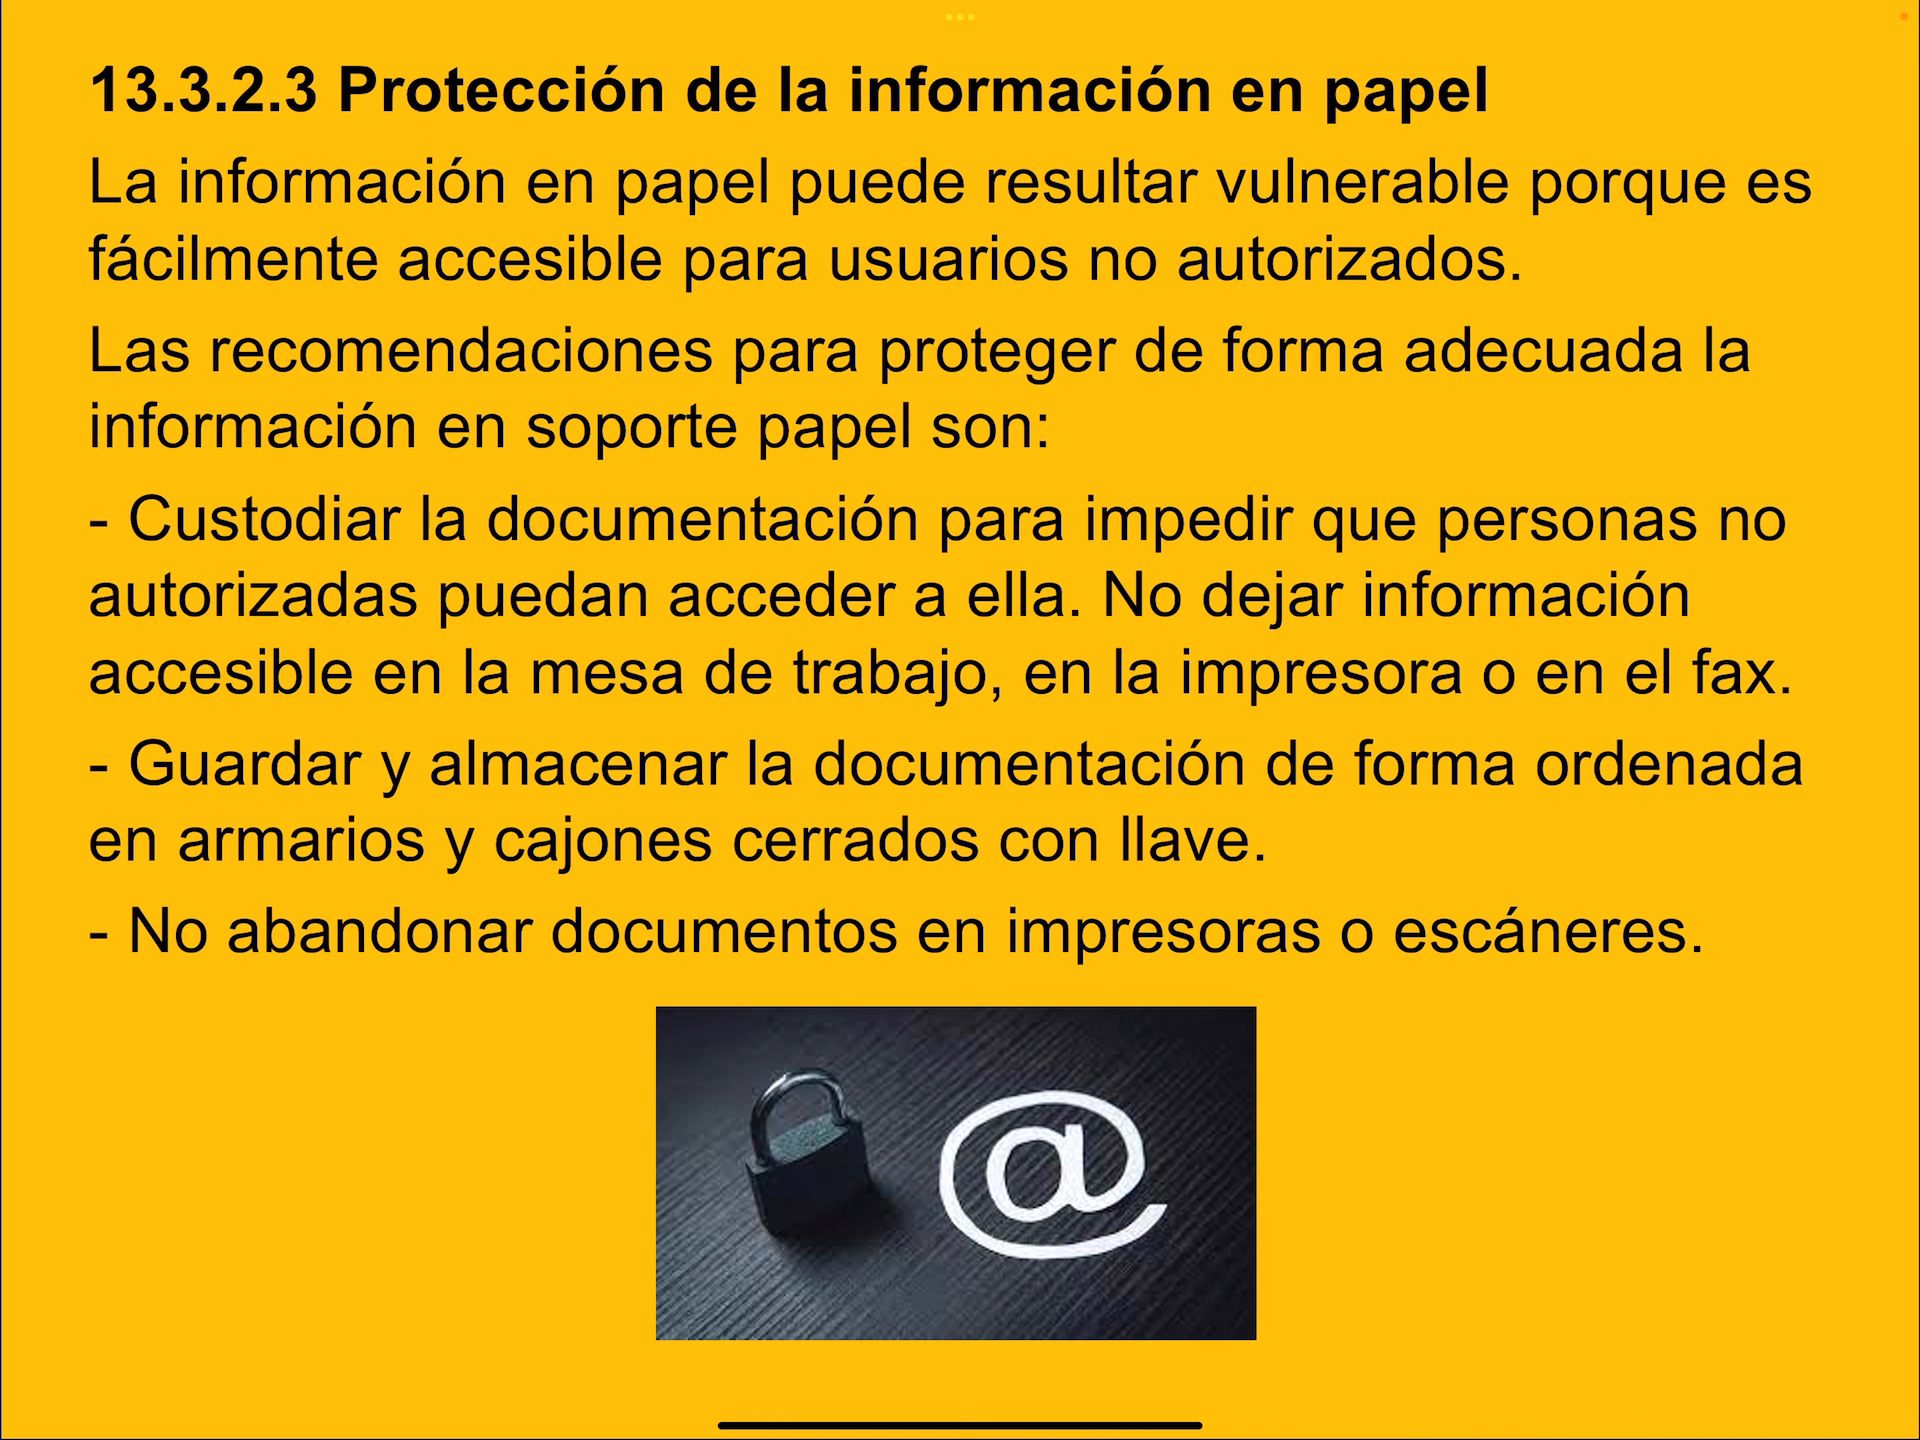 13.3.2.3 Protección de la información en papel
La información en papel puede resultar vulnerable porque es
fácilmente accesible para usuarios no autorizados.
Las recomendaciones para proteger de forma adecuada la
información en soporte papel son:
- Custodiar la documentación para impedir que personas no
autorizadas puedan acceder a ella. No dejar información
accesible en la mesa de trabajo, en la impresora o en el fax.
- Guardar y almacenar la documentación de forma ordenada
en armarios y cajones cerrados con llave.
- No abandonar documentos en impresoras o escáneres.
@